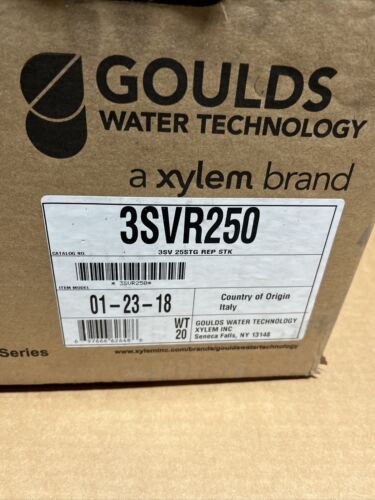 GOULDS
WATER TECHNOLOGY
a xylem brand
3SVR250
3SV 25STG REP STK
CATALOG NO.
* 3SVR250*
ITEM MODEL
01-23-18
Country of Origin
Italy
WT
20
GOULDS WATER TECHNOLOGY
XYLEM INC
Seneca Falls, NY 13148
Series
www.xyleminc.com/brands/gouldswatertechnology